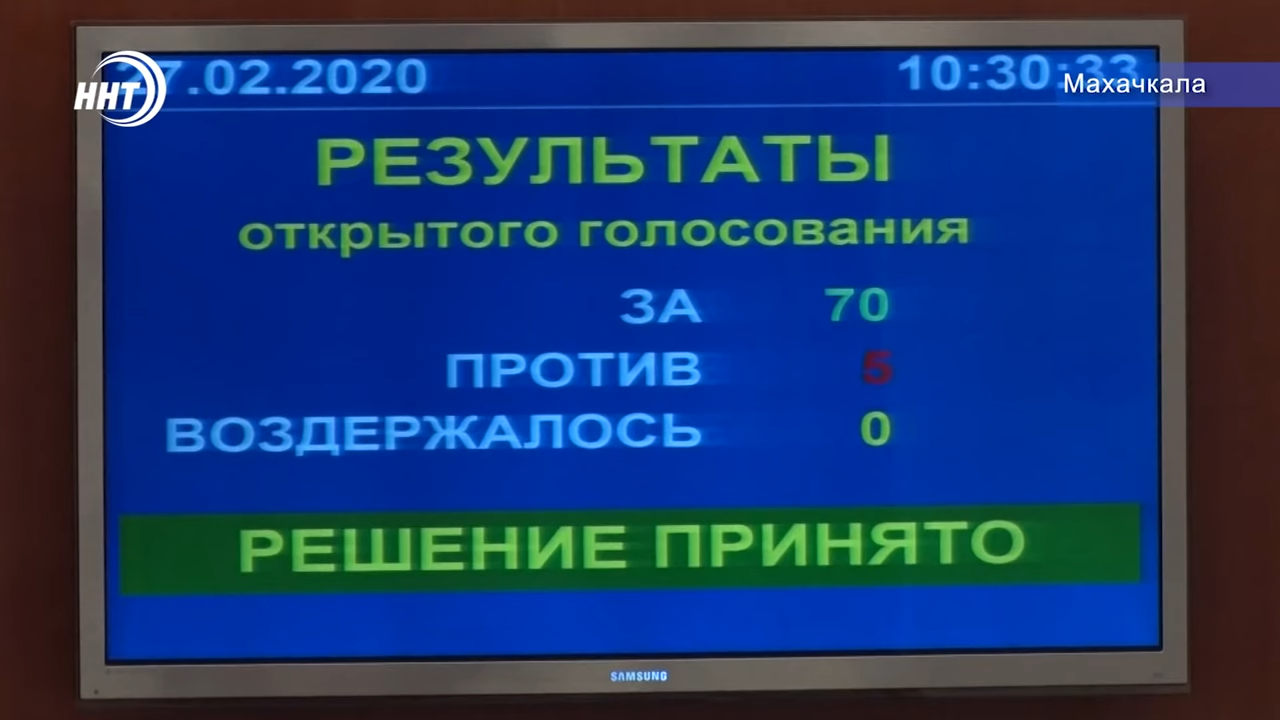 ННТ
27.02.2020
10:30:33
Махачкала
РЕЗУЛЬТАТЫ
открытого голосования
ЗА 70
ПРОТИВ 5
ВОЗДЕРЖАЛОСЬ 0
РЕШЕНИЕ ПРИНЯТО
SAMSUNG